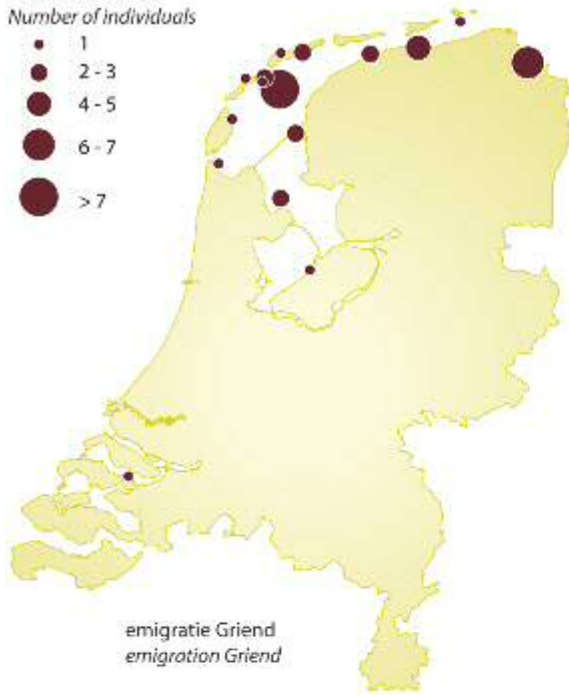 Number of individuals
1
2 - 3
4 - 5
6 - 7
> 7
emigratie Griend
emigration Griend